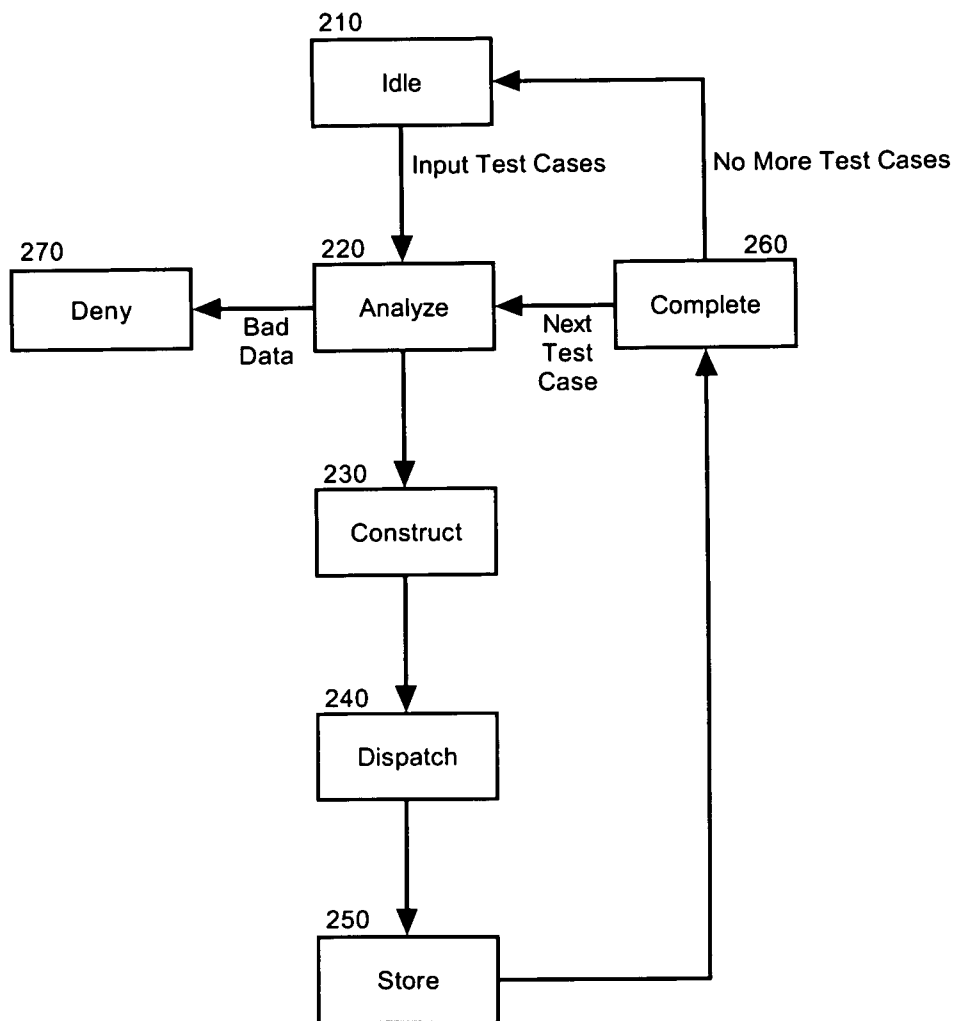 210
Idle
Input Test Cases
No More Test Cases
270
220
260
Deny
Analyze
Complete
Bad
Data
Next
Test
Case
230
Construct
240
Dispatch
250
Store